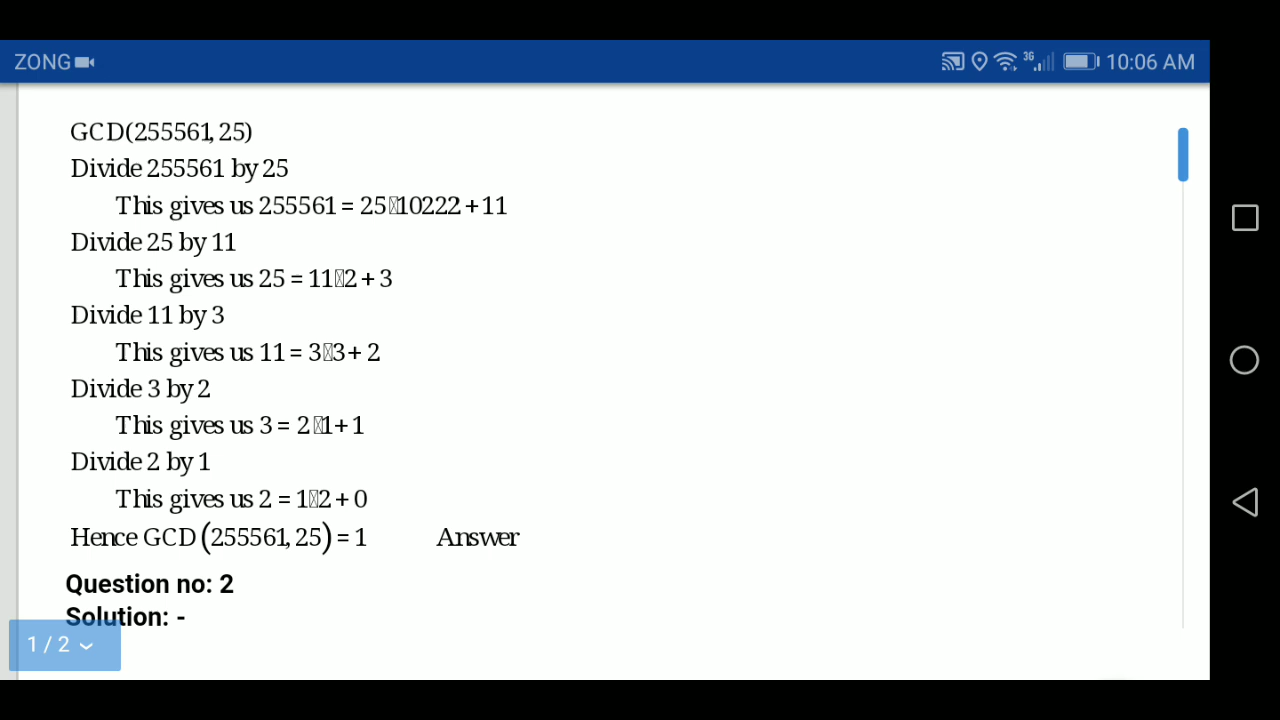 ZONG 3G 10:06 AM
GCD(255561, 25)
Divide 255561 by 25
This gives us 255561 = 25▯10222 + 11
Divide 25 by 11
This gives us 25 = 11▯2 + 3
Divide 11 by 3
This gives us 11 = 3▯3 + 2
Divide 3 by 2
This gives us 3 = 2▯1 + 1
Divide 2 by 1
This gives us 2 = 1▯2 + 0
Hence GCD (255561, 25) = 1 Answer
Question no: 2
Solution: -
1 / 2